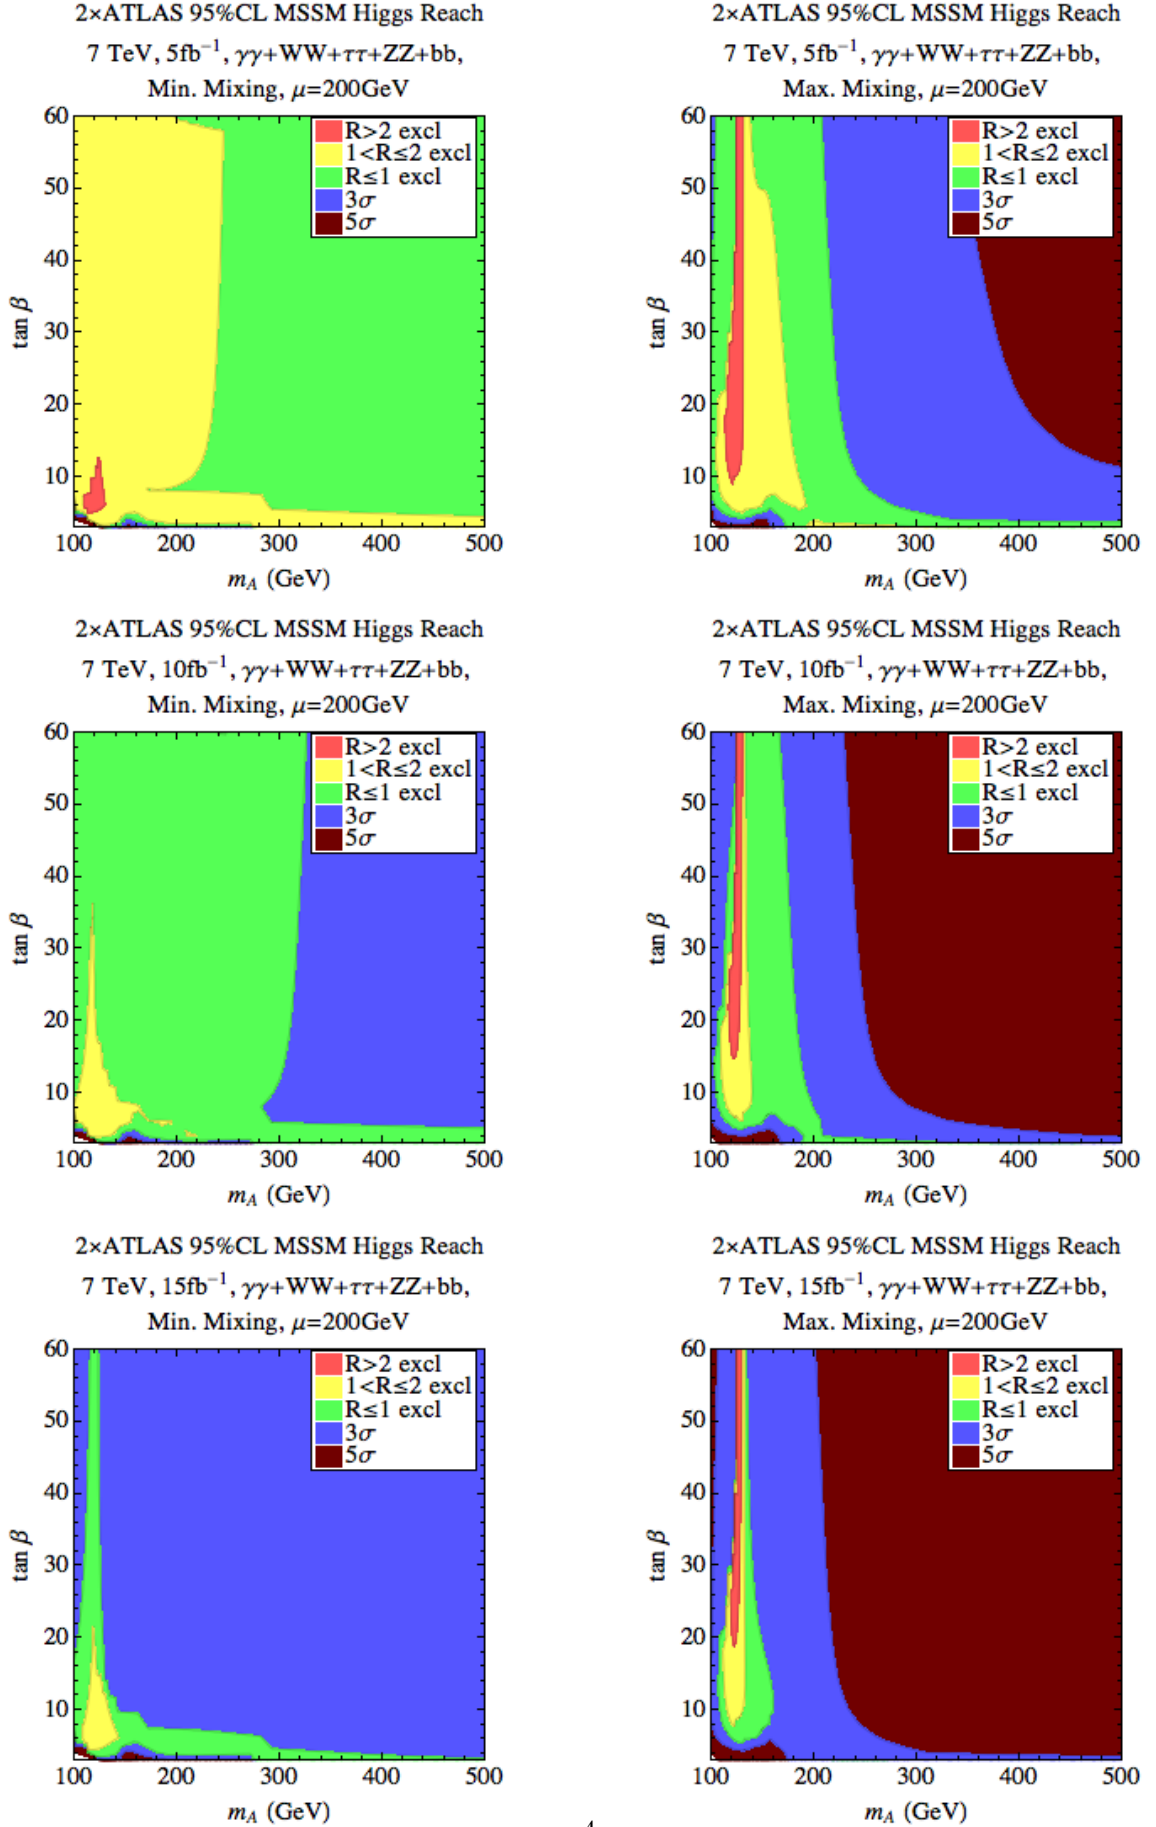 2×ATLAS 95%CL MSSM Higgs Reach
7 TeV, 5fb⁻¹, γγ+WW+ττ+ZZ+bb,
Min. Mixing, μ=200GeV
R>2 excl
1<R≤2 excl
R≤1 excl
3σ
5σ
60
50
40
30
20
10
tan β
100 200 300 400 500
m_A (GeV)
2×ATLAS 95%CL MSSM Higgs Reach
7 TeV, 5fb⁻¹, γγ+WW+ττ+ZZ+bb,
Max. Mixing, μ=200GeV
R>2 excl
1<R≤2 excl
R≤1 excl
3σ
5σ
60
50
40
30
20
10
tan β
100 200 300 400 500
m_A (GeV)
2×ATLAS 95%CL MSSM Higgs Reach
7 TeV, 10fb⁻¹, γγ+WW+ττ+ZZ+bb,
Min. Mixing, μ=200GeV
R>2 excl
1<R≤2 excl
R≤1 excl
3σ
5σ
60
50
40
30
20
10
tan β
100 200 300 400 500
m_A (GeV)
2×ATLAS 95%CL MSSM Higgs Reach
7 TeV, 10fb⁻¹, γγ+WW+ττ+ZZ+bb,
Max. Mixing, μ=200GeV
R>2 excl
1<R≤2 excl
R≤1 excl
3σ
5σ
60
50
40
30
20
10
tan β
100 200 300 400 500
m_A (GeV)
2×ATLAS 95%CL MSSM Higgs Reach
7 TeV, 15fb⁻¹, γγ+WW+ττ+ZZ+bb,
Min. Mixing, μ=200GeV
R>2 excl
1<R≤2 excl
R≤1 excl
3σ
5σ
60
50
40
30
20
10
tan β
100 200 300 400 500
m_A (GeV)
2×ATLAS 95%CL MSSM Higgs Reach
7 TeV, 15fb⁻¹, γγ+WW+ττ+ZZ+bb,
Max. Mixing, μ=200GeV
R>2 excl
1<R≤2 excl
R≤1 excl
3σ
5σ
60
50
40
30
20
10
tan β
100 200 300 400 500
m_A (GeV)